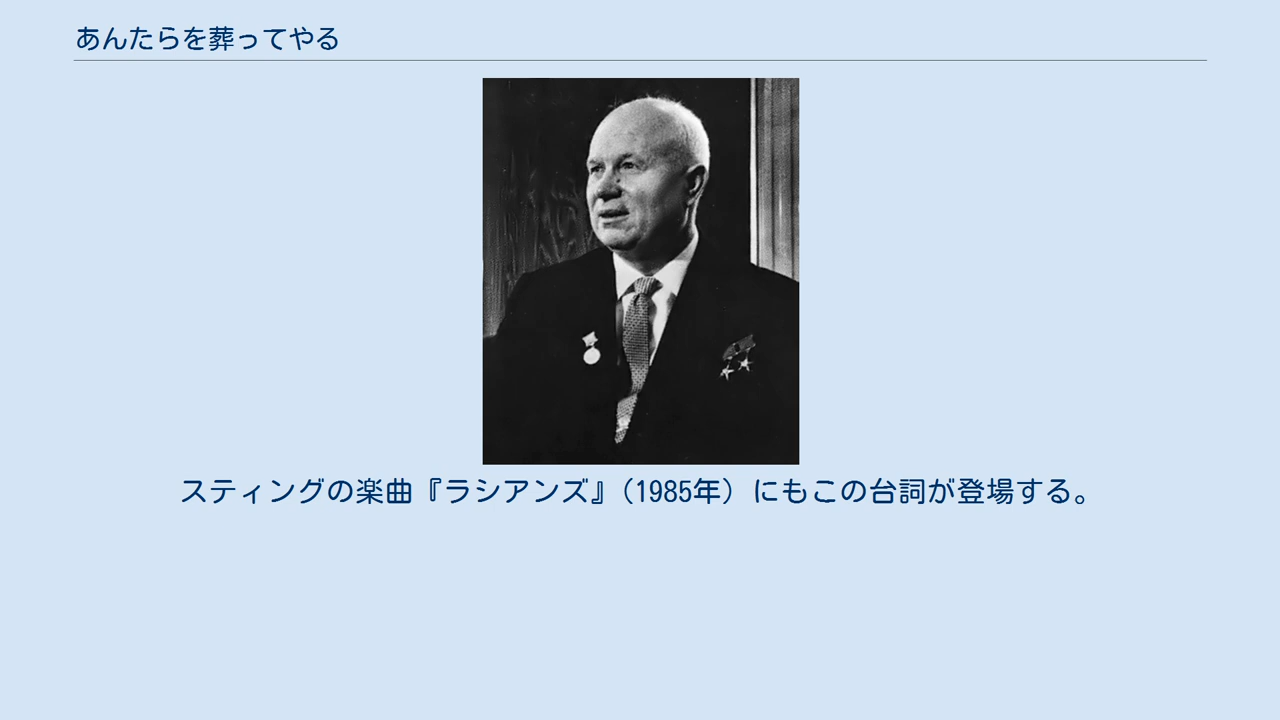 あんたらを葬ってやる
スティングの楽曲『ラシアンズ』（1985年）にもこの台詞が登場する。